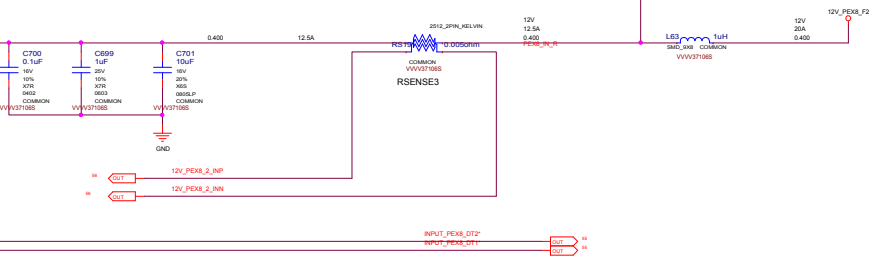 12V_PEX8_F2
12V
20A
0.400
12V
12.5A
0.400
PEX8_IN_R
2512_2PIN_KELVIN
0.005ohm
COMMON
VVVV37106S
RSENSE3
0.400
12.5A
L63
1uH
SMD_9X8
COMMON
VVVV37106S
C700
0.1uF
16V
10%
X7R
0402
COMMON
VVVV37106S
C699
1uF
25V
10%
X7R
0603
COMMON
VVVV37106S
C701
10uF
16V
20%
X6S
0805LP
COMMON
VVVV37106S
GND
OUT
12V_PEX8_2_INP
OUT
12V_PEX8_2_INN
INPUT_PEX8_DT2*
OUT
INPUT_PEX8_DT1*
OUT